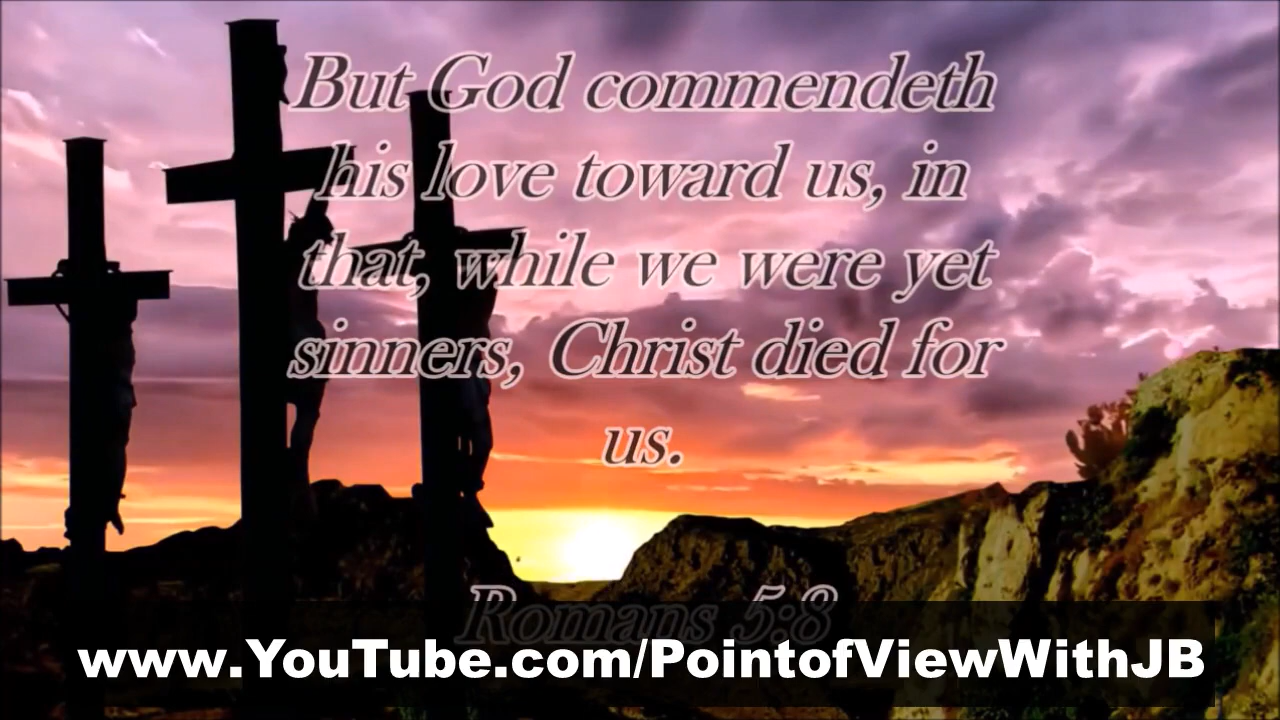 But God commendeth
his love toward us, in
that, while we were yet
sinners, Christ died for
us.
Romans 5:8
www.YouTube.com/PointofViewWithJB